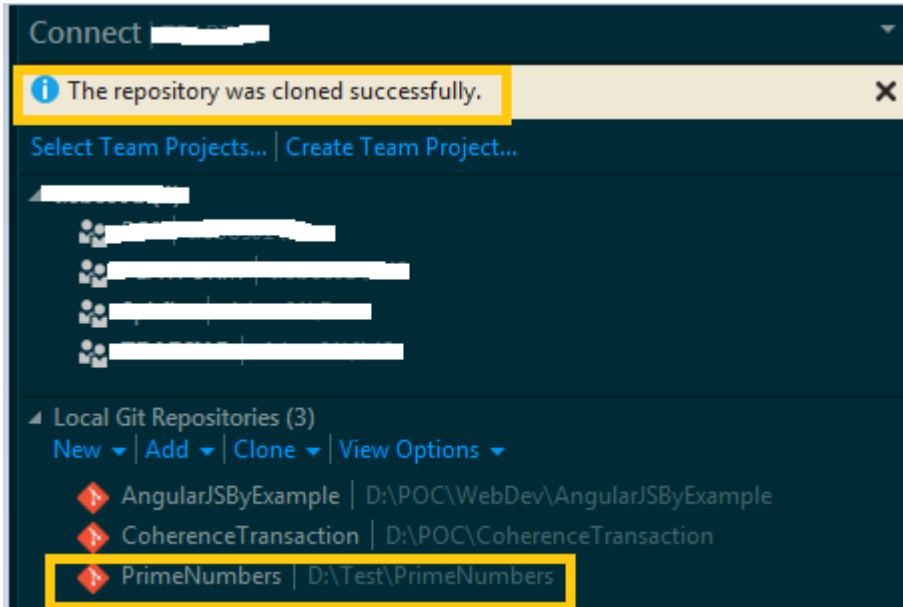 Connect |
The repository was cloned successfully.
Select Team Projects... | Create Team Project...
Local Git Repositories (3)
New | Add | Clone | View Options
AngularJSByExample | D:\POC\WebDev\AngularJSByExample
CoherenceTransaction | D:\POC\CoherenceTransaction
PrimeNumbers | D:\Test\PrimeNumbers